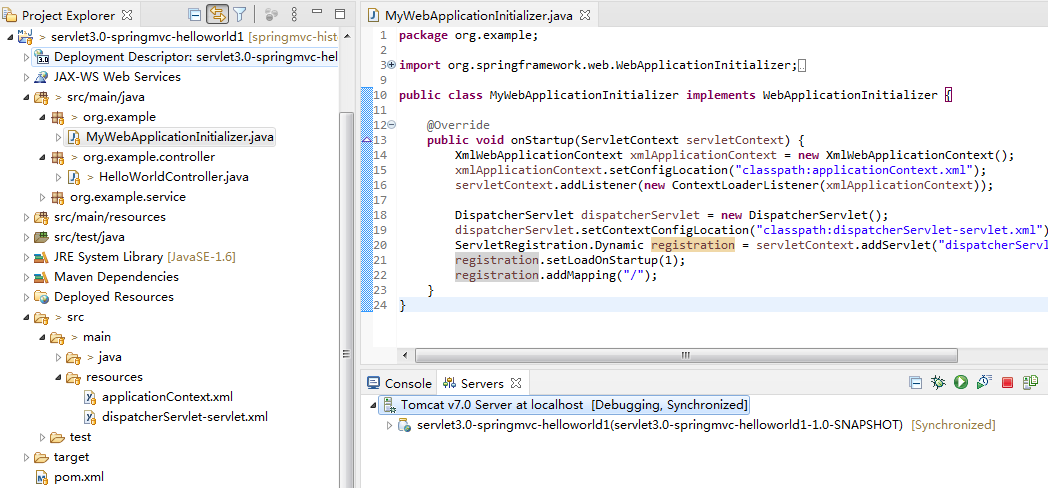 Project Explorer
> servlet3.0-springmvc-helloworld1 [springmvc-hist
Deployment Descriptor: servlet3.0-springmvc-hel
JAX-WS Web Services
> src/main/java
> org.example
MyWebApplicationInitializer.java
> org.example.controller
> HelloWorldController.java
> org.example.service
> src/main/resources
> src/test/java
JRE System Library [JavaSE-1.6]
Maven Dependencies
Deployed Resources
> src
> main
> java
resources
applicationContext.xml
dispatcherServlet-servlet.xml
test
target
pom.xml
MyWebApplicationInitializer.java
1 package org.example;
2
3 import org.springframework.web.WebApplicationInitializer;
10 public class MyWebApplicationInitializer implements WebApplicationInitializer {
11
12 @Override
13 public void onStartup(ServletContext servletContext) {
14 XmlWebApplicationContext xmlApplicationContext = new XmlWebApplicationContext();
15 xmlApplicationContext.setConfigLocation("classpath:applicationContext.xml");
16 servletContext.addListener(new ContextLoaderListener(xmlApplicationContext));
17
18 DispatcherServlet dispatcherServlet = new DispatcherServlet();
19 dispatcherServlet.setContextConfigLocation("classpath:dispatcherServlet-servlet.xml")
20 ServletRegistration.Dynamic registration = servletContext.addServlet("dispatcherServl
21 registration.setLoadOnStartup(1);
22 registration.addMapping("/");
23 }
24 }
Console
Servers
Tomcat v7.0 Server at localhost [Debugging, Synchronized]
servlet3.0-springmvc-helloworld1(servlet3.0-springmvc-helloworld1-1.0-SNAPSHOT) [Synchronized]